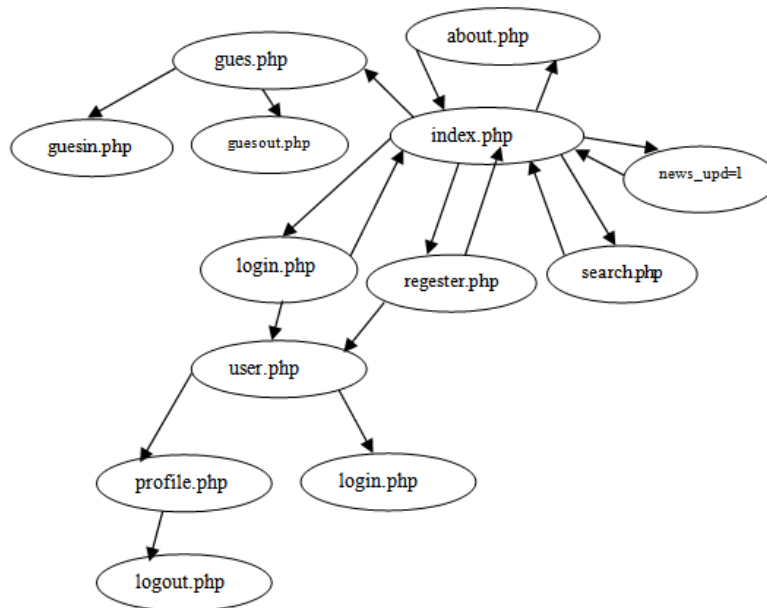 about.php
gues.php
index.php
guesin.php
guesout.php
news_upd=1
login.php
regester.php
search.php
user.php
profile.php
login.php
logout.php